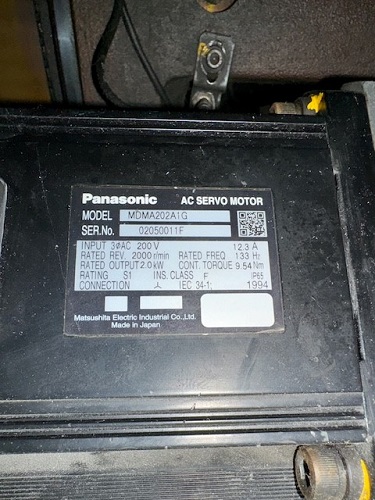 Panasonic AC SERVO MOTOR
MODEL MDMA202A1G
SER.No. 02050011F
INPUT 3ØAC 200 V 12.3 A
RATED REV. 2000 r/min RATED FREQ. 133 Hz
RATED OUTPUT 2.0 kW CONT. TORQUE 9.54 Nm
RATING S1 INS. CLASS F IP65
CONNECTION IEC 34-1; 1994
Matsushita Electric Industrial Co.,Ltd.
Made in Japan